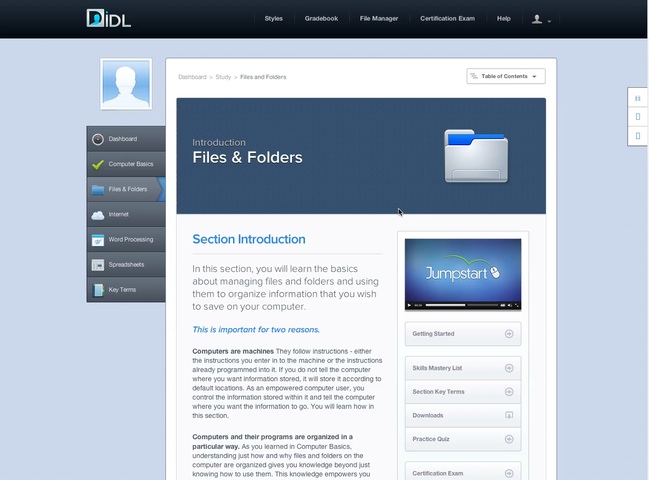 DIDL
Styles
Gradebook
File Manager
Certification Exam
Help
Dashboard > Study > Files and Folders
Table of Contents
Dashboard
Computer Basics
Files & Folders
Internet
Word Processing
Spreadsheets
Key Terms
Introduction
Files & Folders
Section Introduction
In this section, you will learn the basics
about managing files and folders and using
them to organize information that you wish
to save on your computer.
This is important for two reasons.
Computers are machines They follow instructions - either
the instructions you enter in to the machine or the instructions
already programmed into it. If you do not tell the computer
where you want information stored, it will store it according to
default locations. As an empowered computer user, you
control the information stored within it and tell the computer
where you want the information to go. You will learn how in
this section.
Computers and their programs are organized in a
particular way. As you learned in Computer Basics,
understanding just how and why files and folders on the
computer are organized gives you knowledge beyond just
knowing how to use them. This knowledge empowers you
Jumpstart
Getting Started
Skills Mastery List
Section Key Terms
Downloads
Practice Quiz
Certification Exam